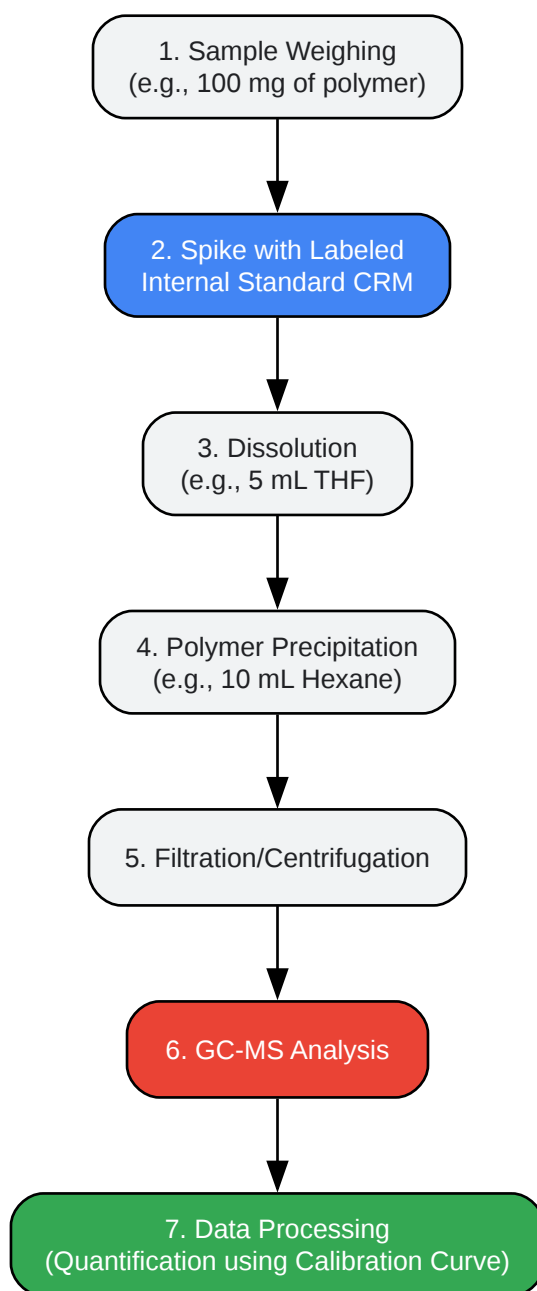 1. Sample Weighing
(e.g., 100 mg of polymer)
2. Spike with Labeled
Internal Standard CRM
3. Dissolution
(e.g., 5 mL THF)
4. Polymer Precipitation
(e.g., 10 mL Hexane)
5. Filtration/Centrifugation
6. GC-MS Analysis
7. Data Processing
(Quantification using Calibration Curve)